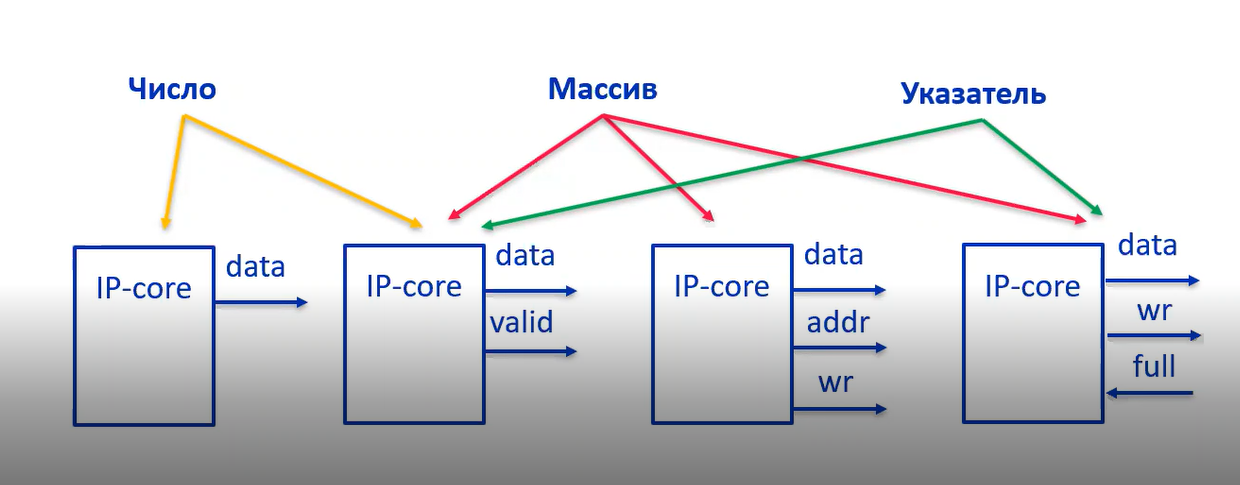 Число
Массив
Указатель
IP-core
data
IP-core
data
valid
IP-core
data
addr
wr
IP-core
data
wr
full